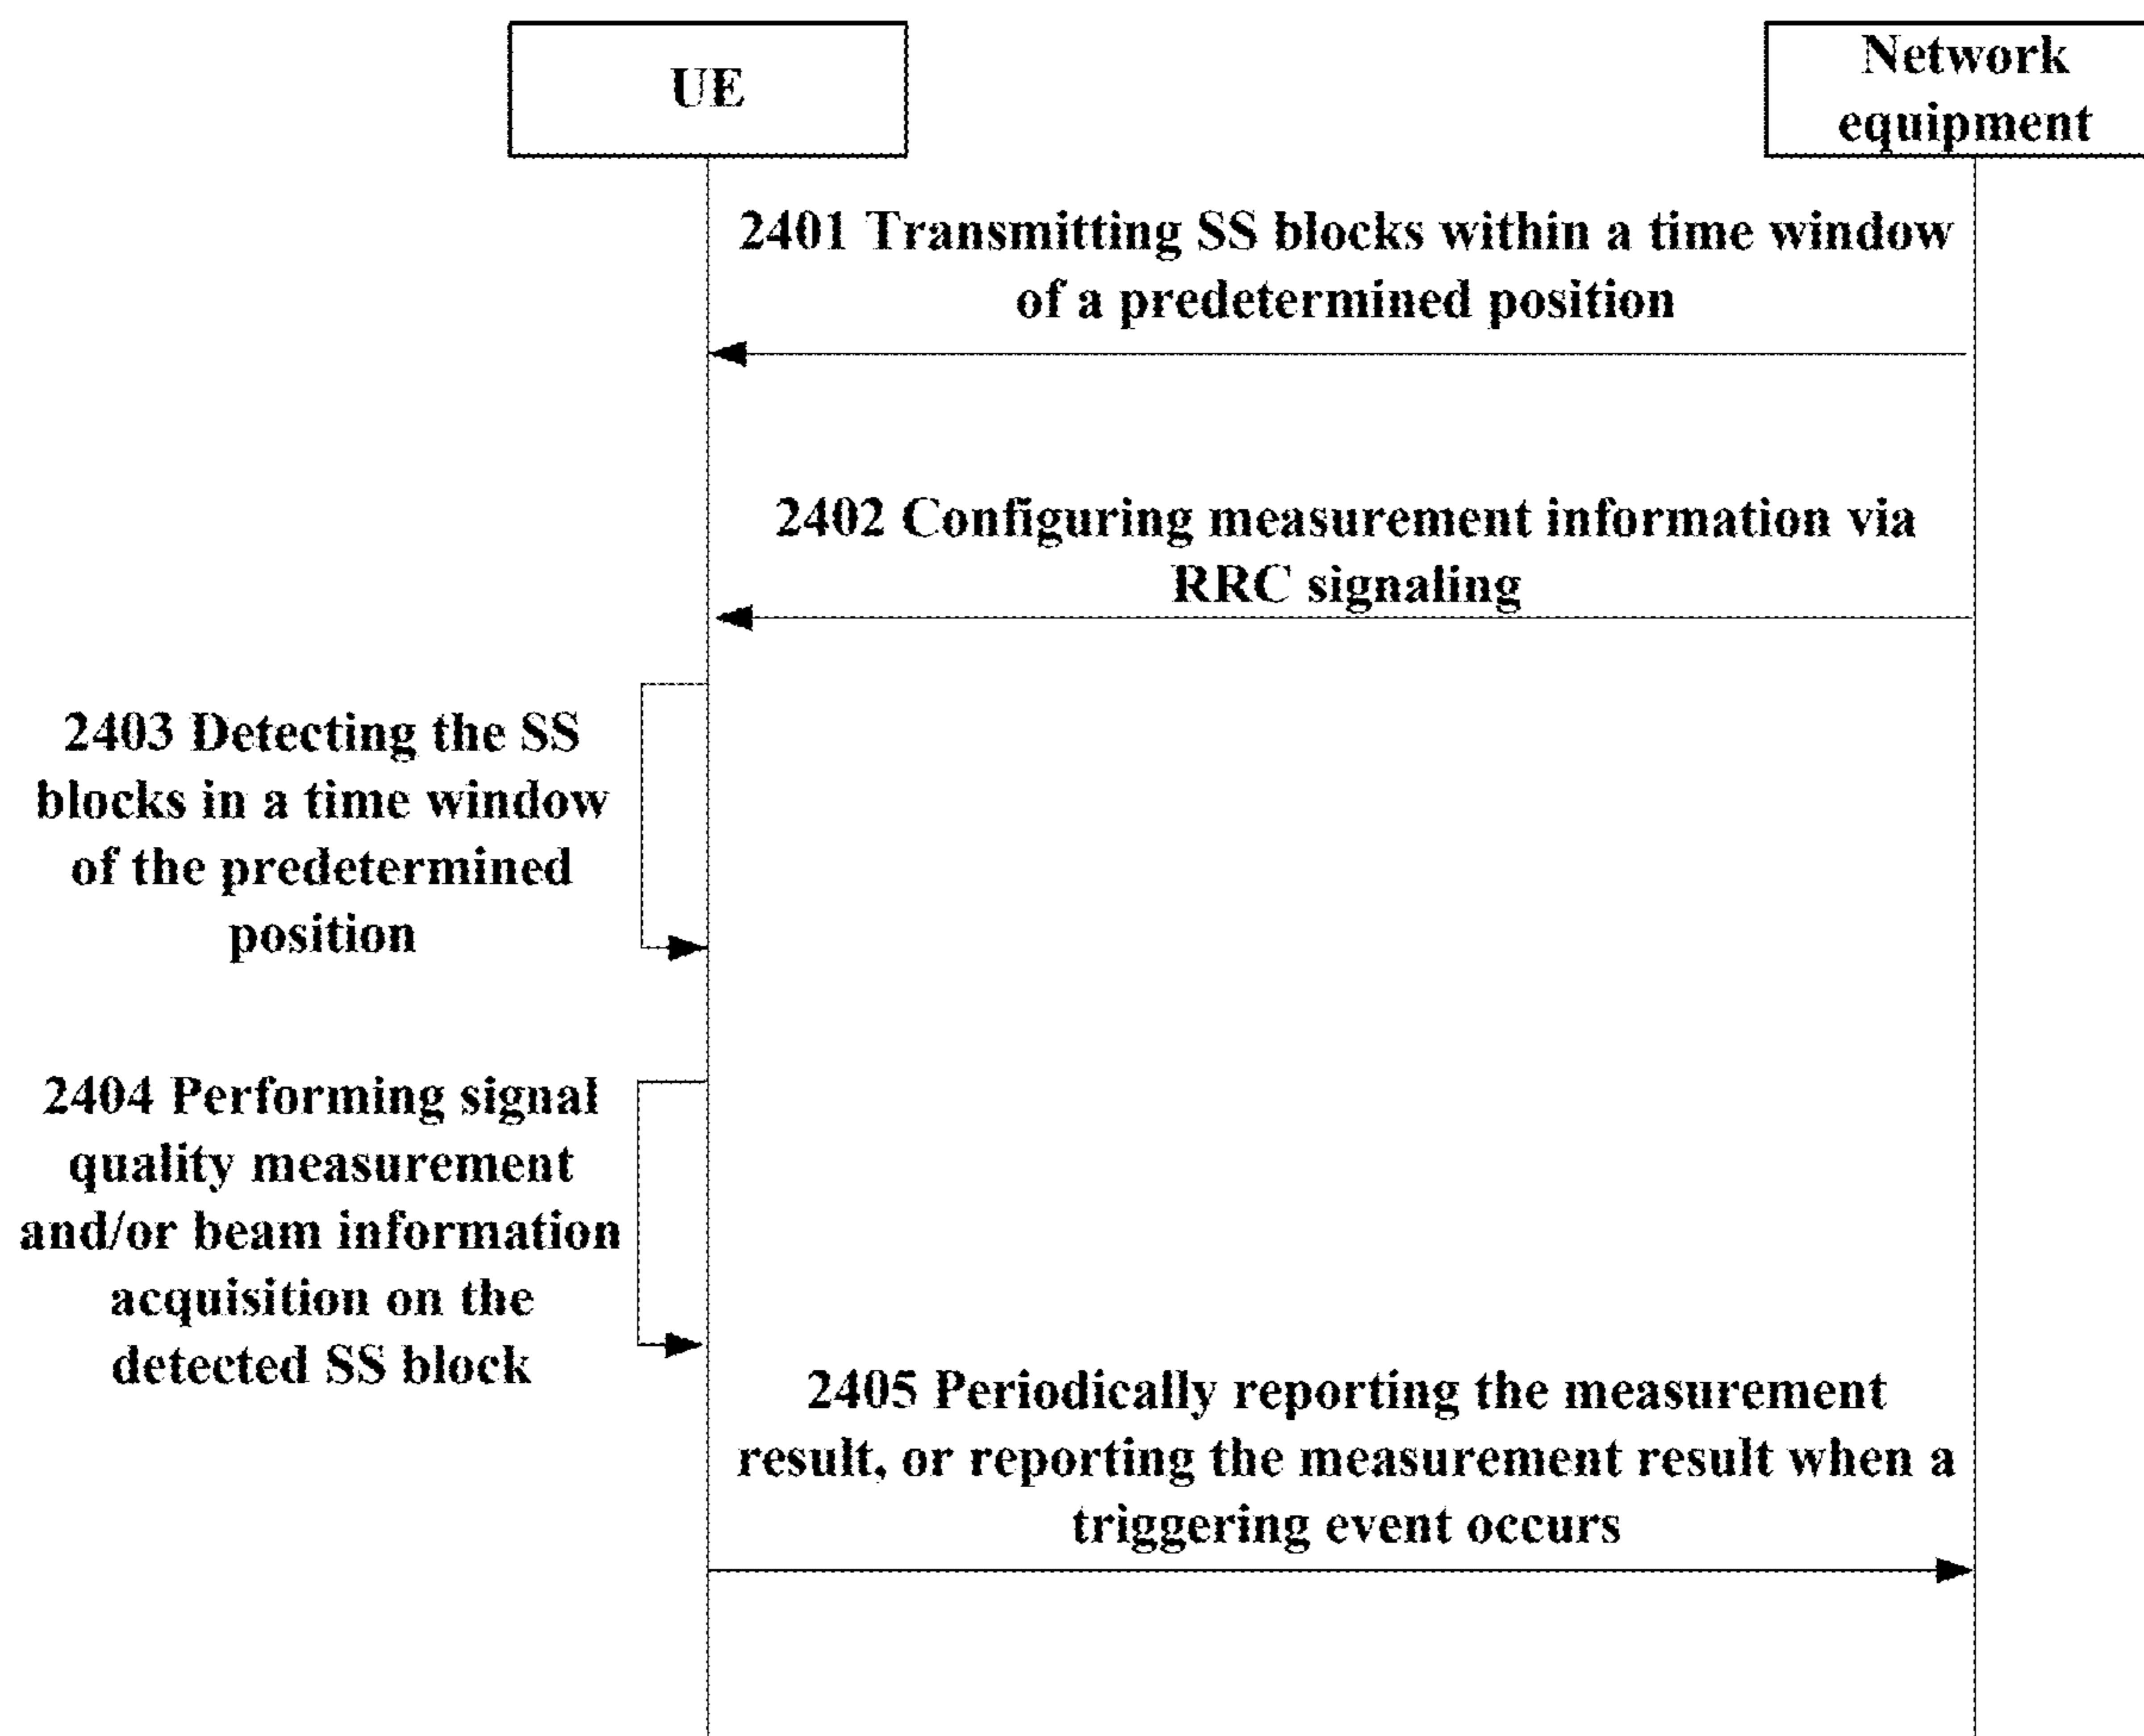 UE
Network
equipment
2401 Transmitting SS blocks within a time window
of a predetermined position
2402 Configuring measurement information via
RRC signaling
2403 Detecting the SS
blocks in a time window
of the predetermined
position
2404 Performing signal
quality measurement
and/or beam information
acquisition on the
detected SS block
2405 Periodically reporting the measurement
result, or reporting the measurement result when a
triggering event occurs